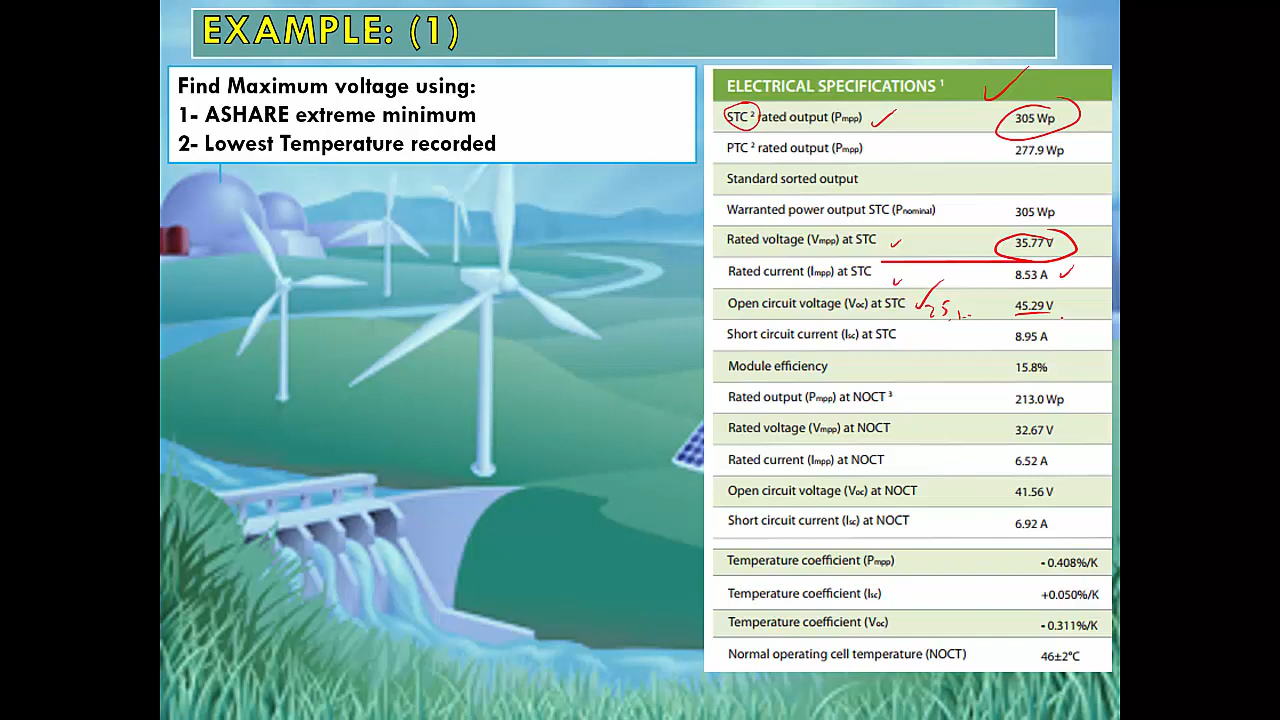 EXAMPLE: (1)
Find Maximum voltage using:
1- ASHARE extreme minimum
2- Lowest Temperature recorded
ELECTRICAL SPECIFICATIONS 1
STC 2 rated output (Pmpp) 305 Wp
PTC 2 rated output (Pmpp) 277.9 Wp
Standard sorted output
Warranted power output STC (Pnominal) 305 Wp
Rated voltage (Vmpp) at STC 35.77 V
Rated current (Impp) at STC 8.53 A
Open circuit voltage (Voc) at STC 45.29 V
Short circuit current (Isc) at STC 8.95 A
Module efficiency 15.8%
Rated output (Pmpp) at NOCT 3 213.0 Wp
Rated voltage (Vmpp) at NOCT 32.67 V
Rated current (Impp) at NOCT 6.52 A
Open circuit voltage (Voc) at NOCT 41.56 V
Short circuit current (Isc) at NOCT 6.92 A
Temperature coefficient (Pmpp) - 0.408%/K
Temperature coefficient (Isc) +0.050%/K
Temperature coefficient (Voc) - 0.311%/K
Normal operating cell temperature (NOCT) 46±2°C